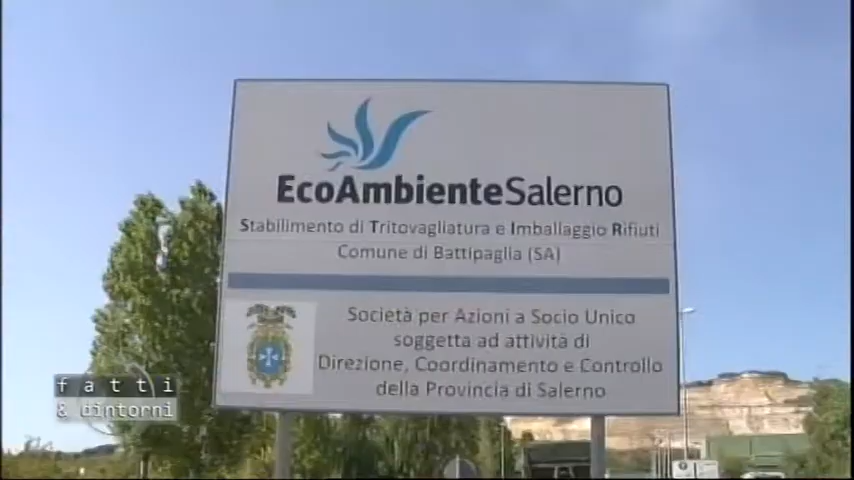 EcoAmbienteSalerno
Stabilimento di Tritovagliatura e Imballaggio Rifiuti
Comune di Battipaglia (SA)
Società per Azioni a Socio Unico
soggetta ad attività di
Direzione, Coordinamento e Controllo
della Provincia di Salerno
fatti
& dintorni